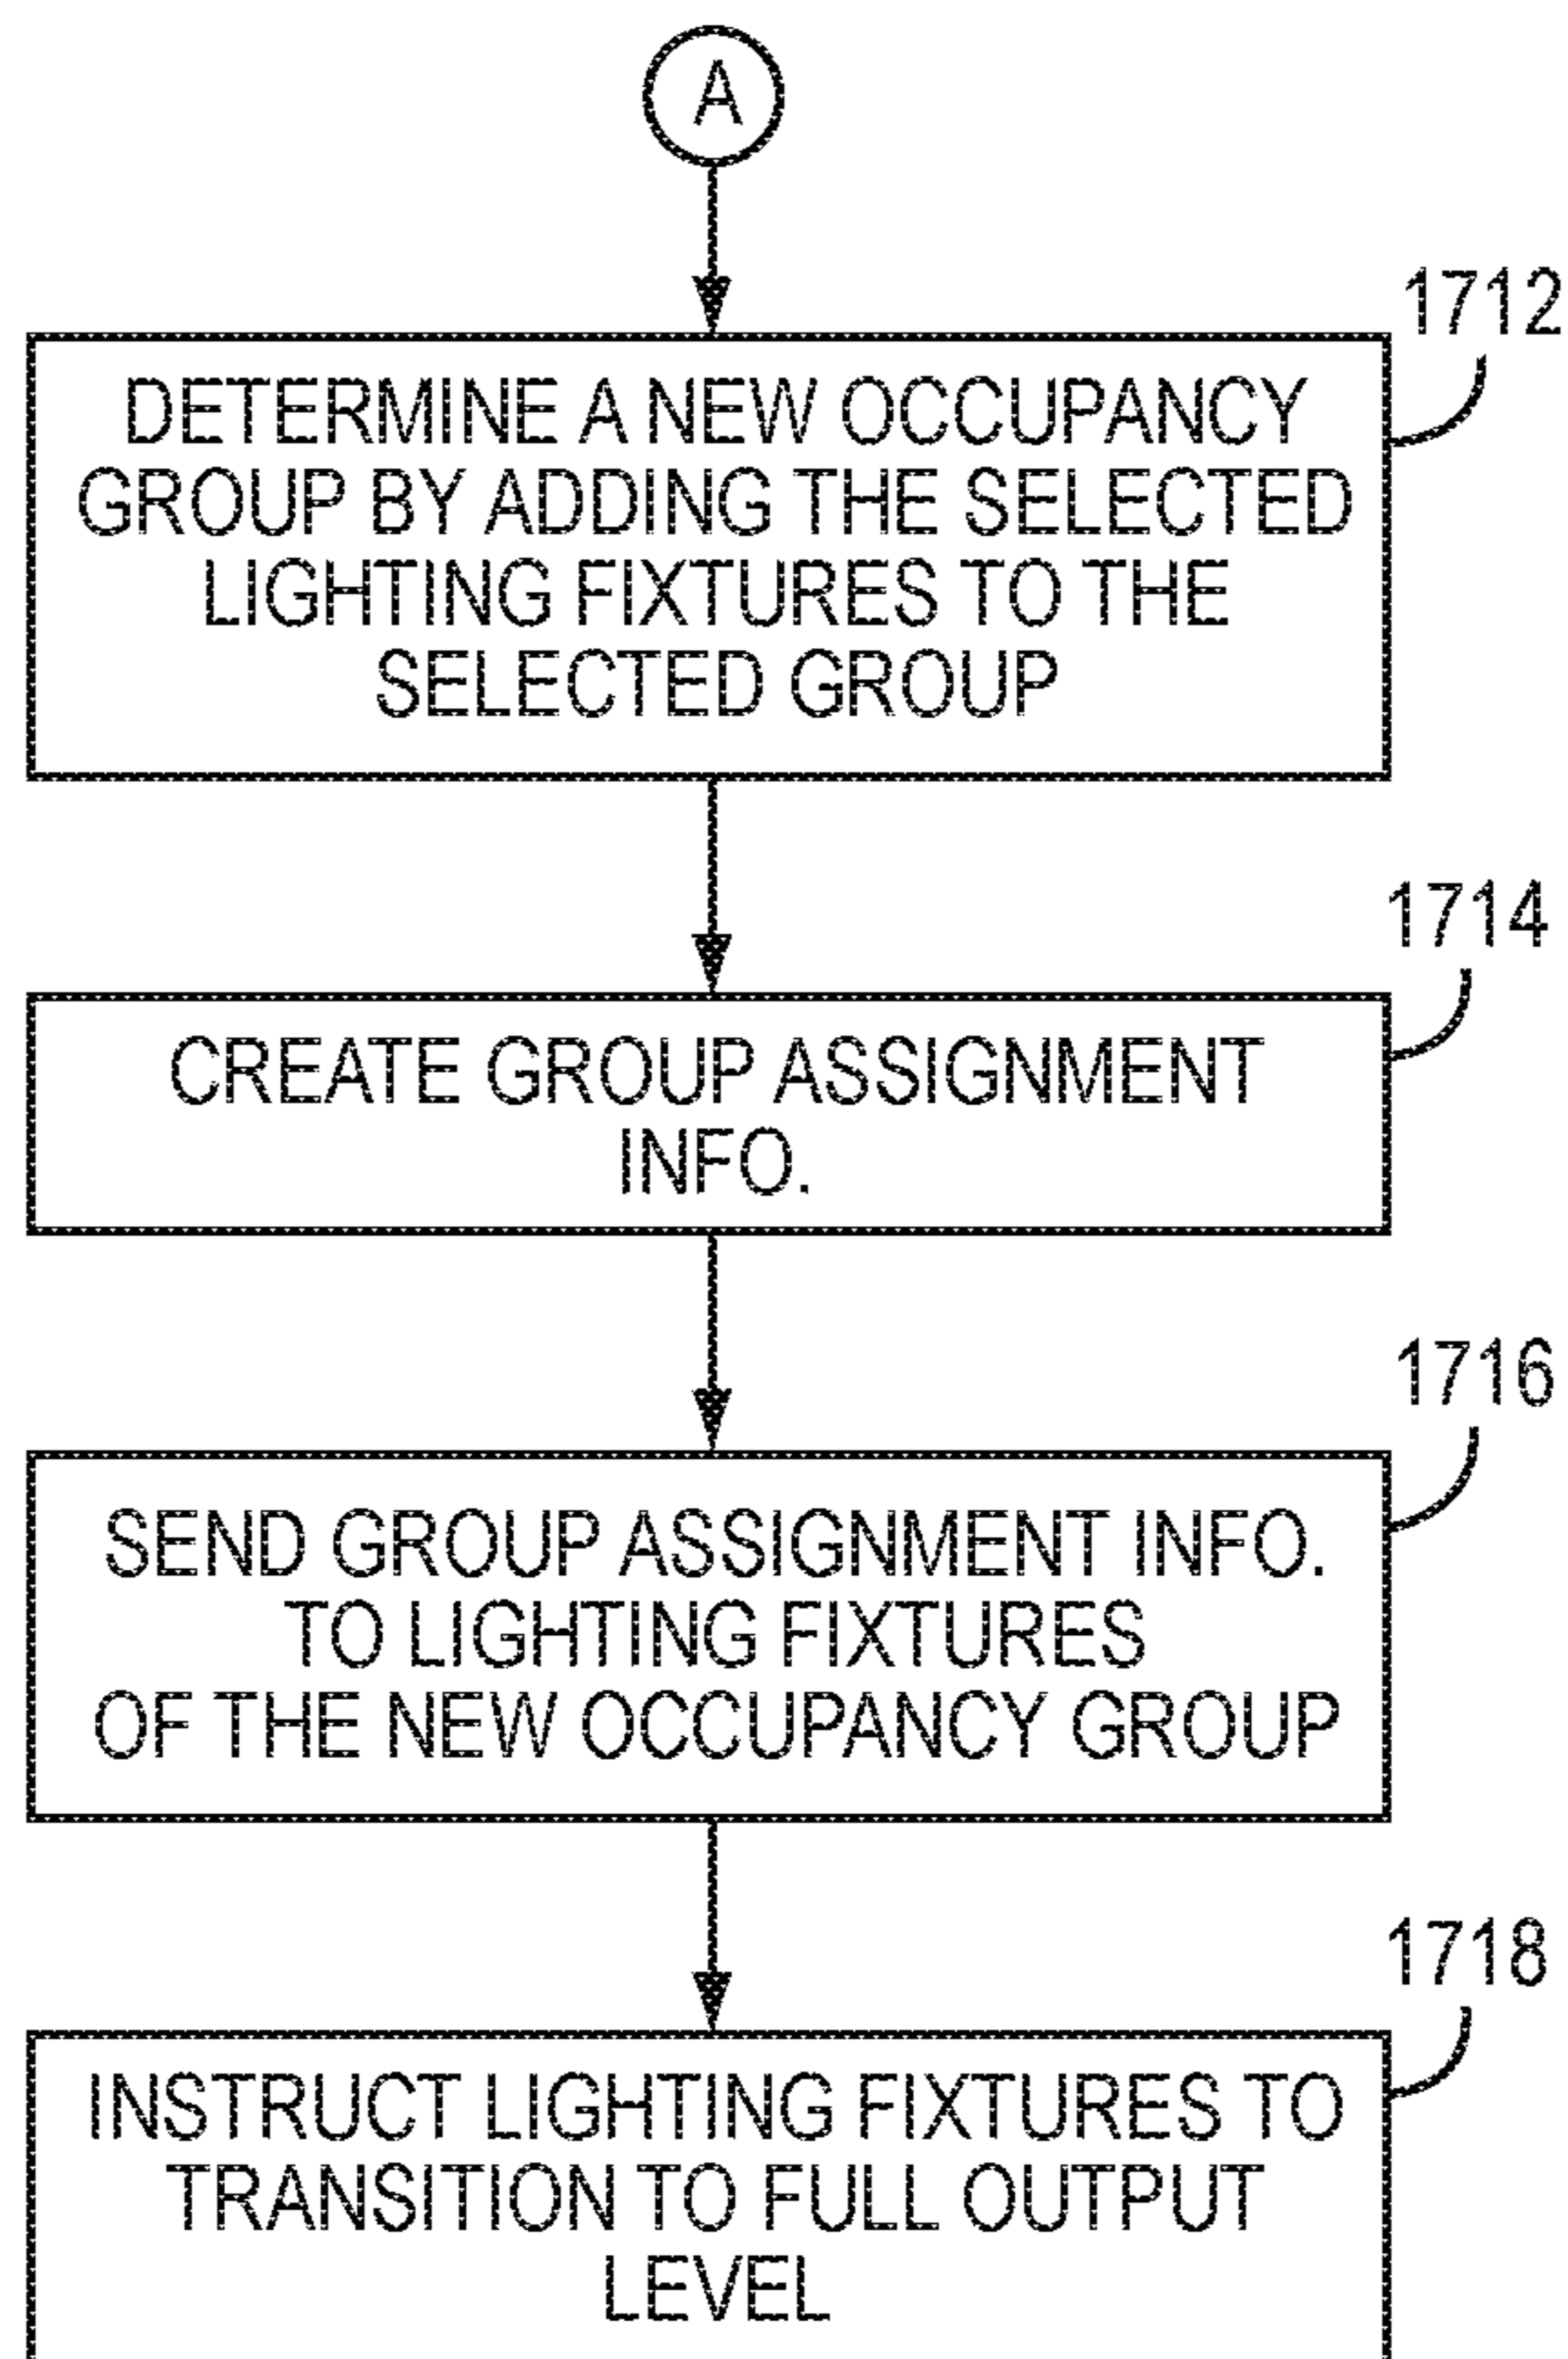 A
1712
DETERMINE A NEW OCCUPANCY
GROUP BY ADDING THE SELECTED
LIGHTING FIXTURES TO THE
SELECTED GROUP
1714
CREATE GROUP ASSIGNMENT
INFO.
1716
SEND GROUP ASSIGNMENT INFO.
TO LIGHTING FIXTURES
OF THE NEW OCCUPANCY GROUP
1718
INSTRUCT LIGHTING FIXTURES TO
TRANSITION TO FULL OUTPUT
LEVEL